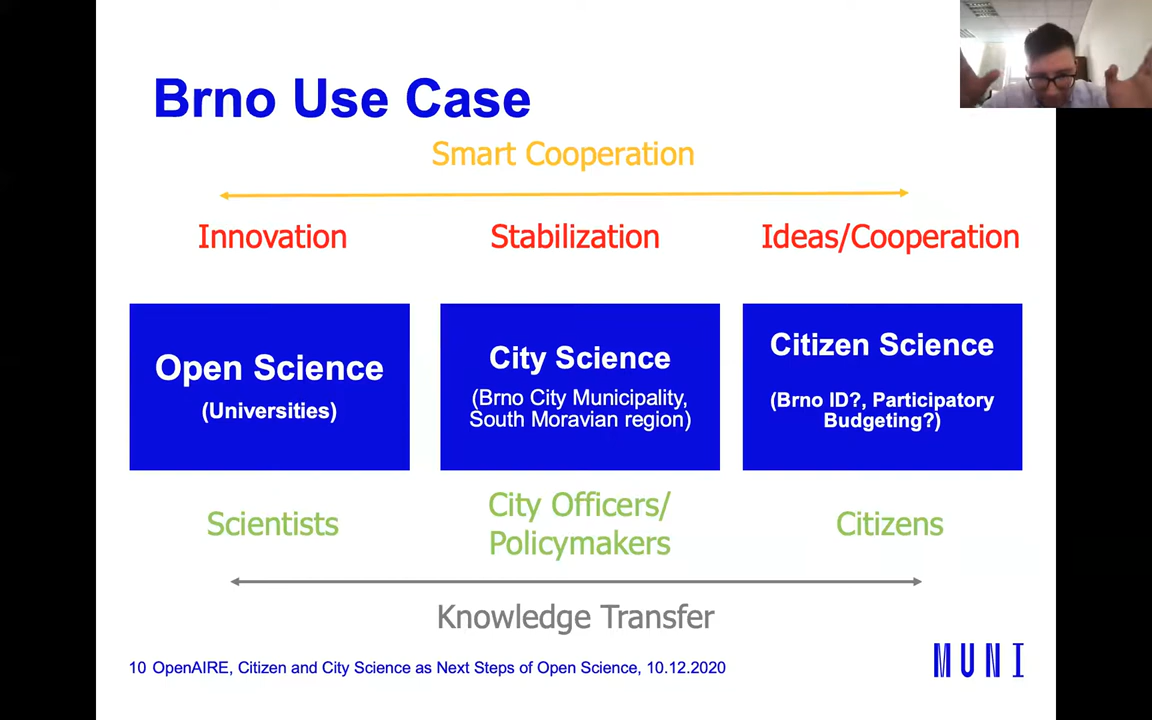 Brno Use Case
Smart Cooperation
Innovation
Stabilization
Ideas/Cooperation
Open Science
(Universities)
City Science
(Brno City Municipality,
South Moravian region)
Citizen Science
(Brno ID?, Participatory
Budgeting?)
Scientists
City Officers/
Policymakers
Citizens
Knowledge Transfer
10 OpenAIRE, Citizen and City Science as Next Steps of Open Science, 10.12.2020
MUNI